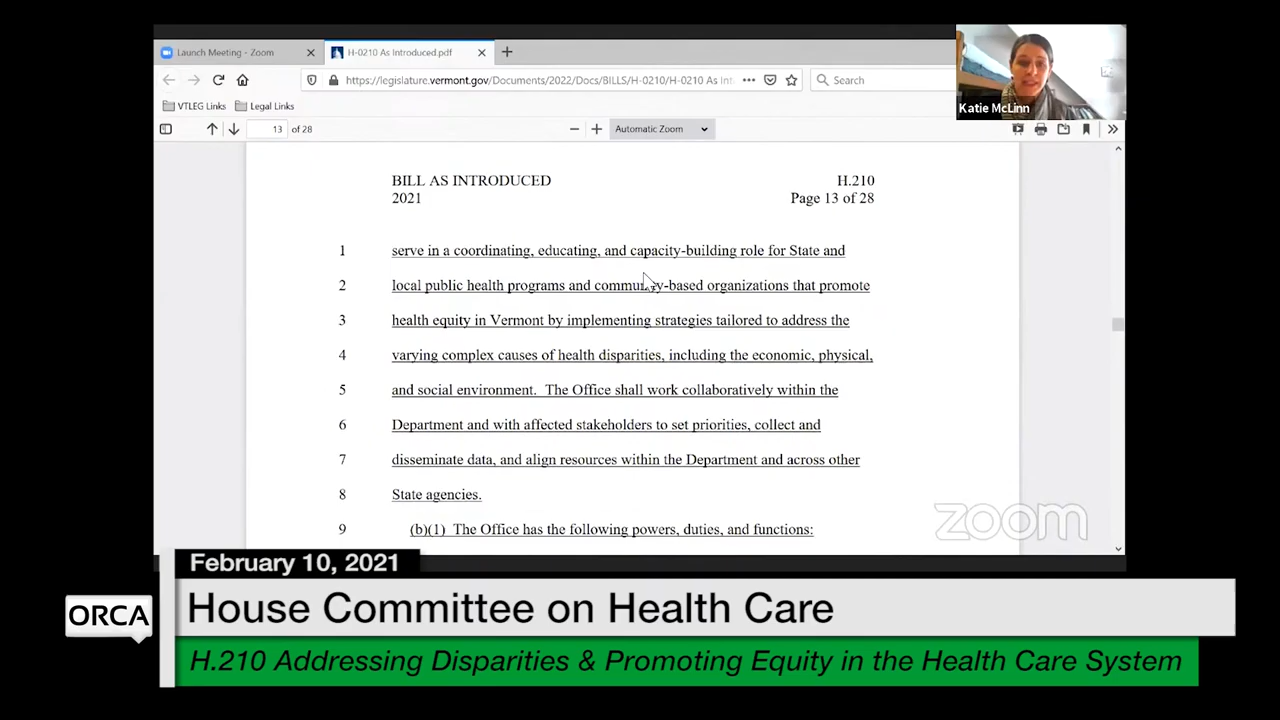 Launch Meeting - Zoom
H-0210 As Introduced.pdf
https://legislature.vermont.gov/Documents/2022/Docs/BILLS/H-0210/H-0210 As Int
Search
VTLEG Links
Legal Links
13 of 28
Automatic Zoom
Katie McLinn
BILL AS INTRODUCED H.210
2021 Page 13 of 28
1 serve in a coordinating, educating, and capacity-building role for State and
2 local public health programs and community-based organizations that promote
3 health equity in Vermont by implementing strategies tailored to address the
4 varying complex causes of health disparities, including the economic, physical,
5 and social environment. The Office shall work collaboratively within the
6 Department and with affected stakeholders to set priorities, collect and
7 disseminate data, and align resources within the Department and across other
8 State agencies.
9 (b)(1) The Office has the following powers, duties, and functions:
zoom
February 10, 2021
ORCA
House Committee on Health Care
H.210 Addressing Disparities & Promoting Equity in the Health Care System